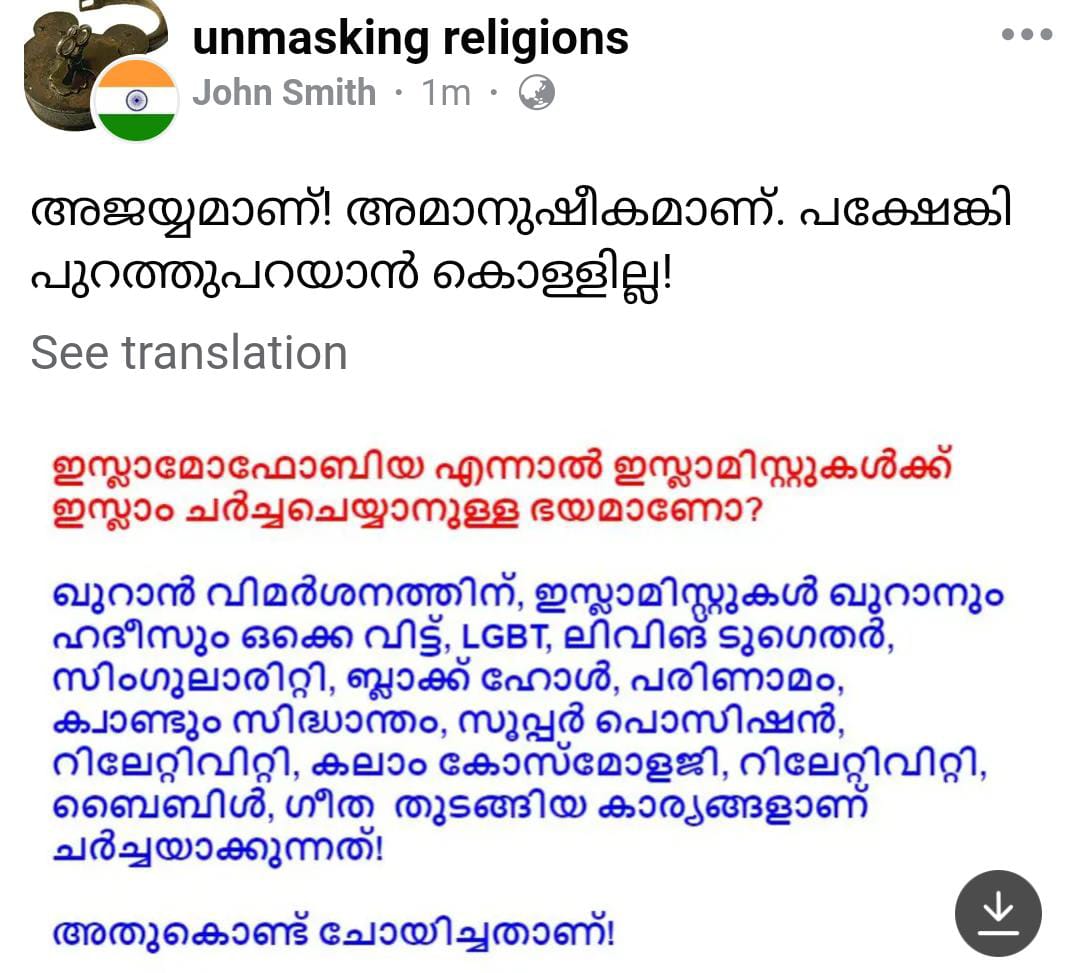 unmasking religions
John Smith · 1m ·
അജയ്യമാണ്! അമാനുഷീകമാണ്. പക്ഷേങ്കി
പുറത്തുപറയാൻ കൊള്ളില്ല!
See translation
ഇസ്ലാമോഫോബിയ എന്നാൽ ഇസ്ലാമിസ്റ്റുകൾക്ക്
ഇസ്ലാം ചർച്ചചെയ്യാനുള്ള ഭയമാണോ?
ഖുറാൻ വിമർശനത്തിന്, ഇസ്ലാമിസ്റ്റുകൾ ഖുറാനും
ഹദീസും ഒക്കെ വിട്ട്, LGBT, ലിവിങ് ടുഗെതർ,
സിംഗുലാരിറ്റി, ബ്ലാക്ക് ഹോൾ, പരിണാമം,
ക്വാണ്ടും സിദ്ധാന്തം, സൂപ്പർ പൊസിഷൻ,
റിലേറ്റിവിറ്റി, കലാം കോസ്മോളജി, റിലേറ്റിവിറ്റി,
ബൈബിൾ, ഗീത തുടങ്ങിയ കാര്യങ്ങളാണ്
ചർച്ചയാക്കുന്നത്!
അതുകൊണ്ട് ചോയിച്ചതാണ്!